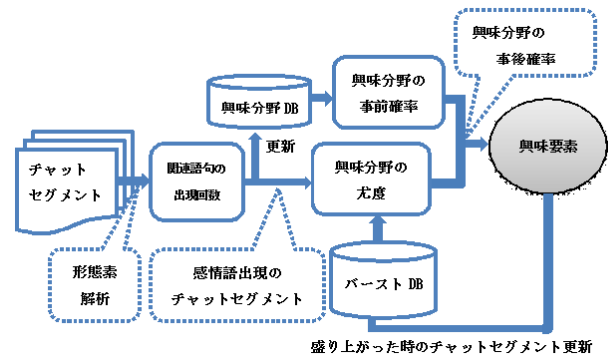 興味分野の
事後確率
興味分野の
事前確率
興味分野 DB
更新
興味要素
チャット
セグメント
関連語句の
出現回数
興味分野の
尤度
形態素
解析
感情語出現の
チャットセグメント
バースト DB
盛り上がった時のチャットセグメント更新